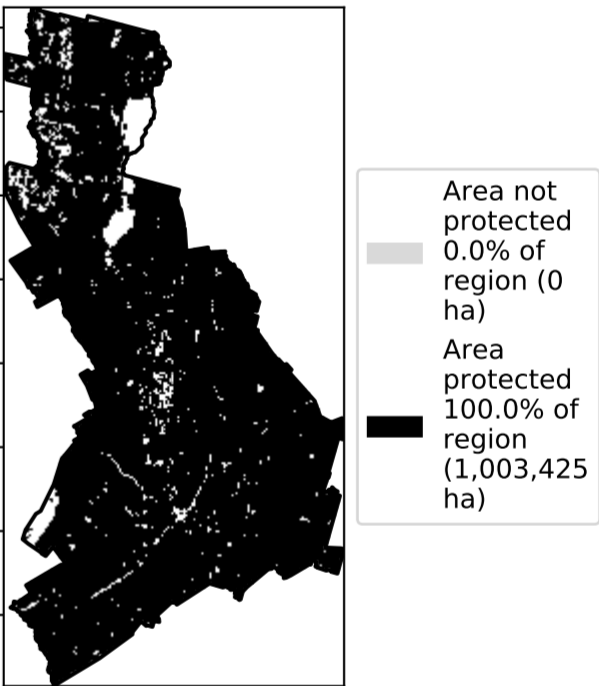 Area not
protected
0.0% of
region (0
ha)
Area
protected
100.0% of
region
(1,003,425
ha)